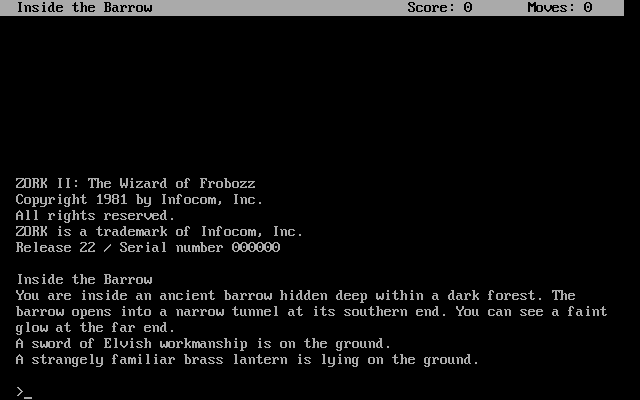 Inside the Barrow Score: 0 Moves: 0
ZORK II: The Wizard of Frobozz
Copyright 1981 by Infocom, Inc.
All rights reserved.
ZORK is a trademark of Infocom, Inc.
Release 22 / Serial number 000000
Inside the Barrow
You are inside an ancient barrow hidden deep within a dark forest. The
barrow opens into a narrow tunnel at its southern end. You can see a faint
glow at the far end.
A sword of Elvish workmanship is on the ground.
A strangely familiar brass lantern is lying on the ground.
>_